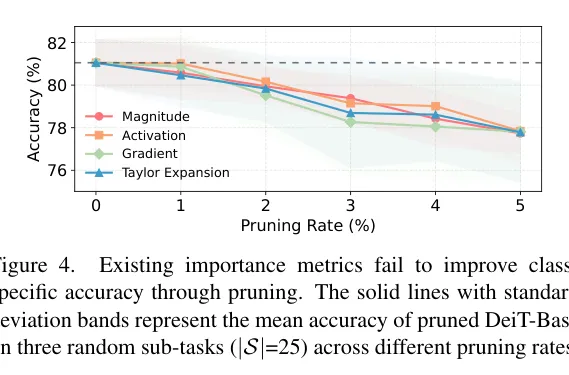 82
80
78
76
Accuracy (%)
Magnitude
Activation
Gradient
Taylor Expansion
0 1 2 3 4 5
Pruning Rate (%)
Figure 4. Existing importance metrics fail to improve class
pecific accuracy through pruning. The solid lines with standar
eviation bands represent the mean accuracy of pruned DeiT-Bas
n three random sub-tasks (|S|=25) across different pruning rates